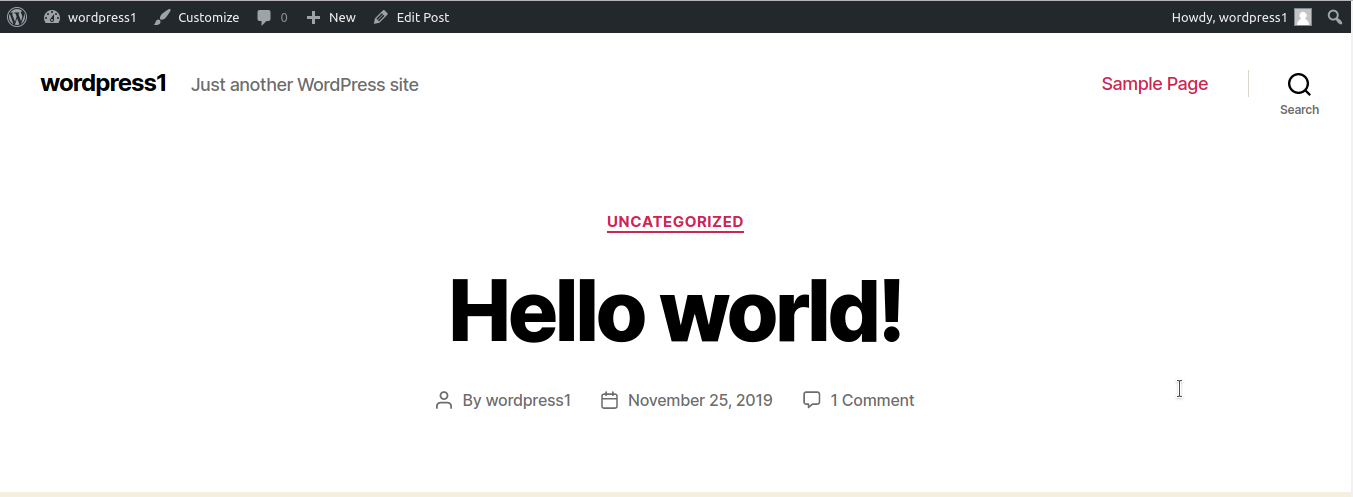 wordpress1 Customize 0 New Edit Post Howdy, wordpress1
wordpress1 Just another WordPress site Sample Page
Search
UNCATEGORIZED
Hello world!
By wordpress1 November 25, 2019 1 Comment